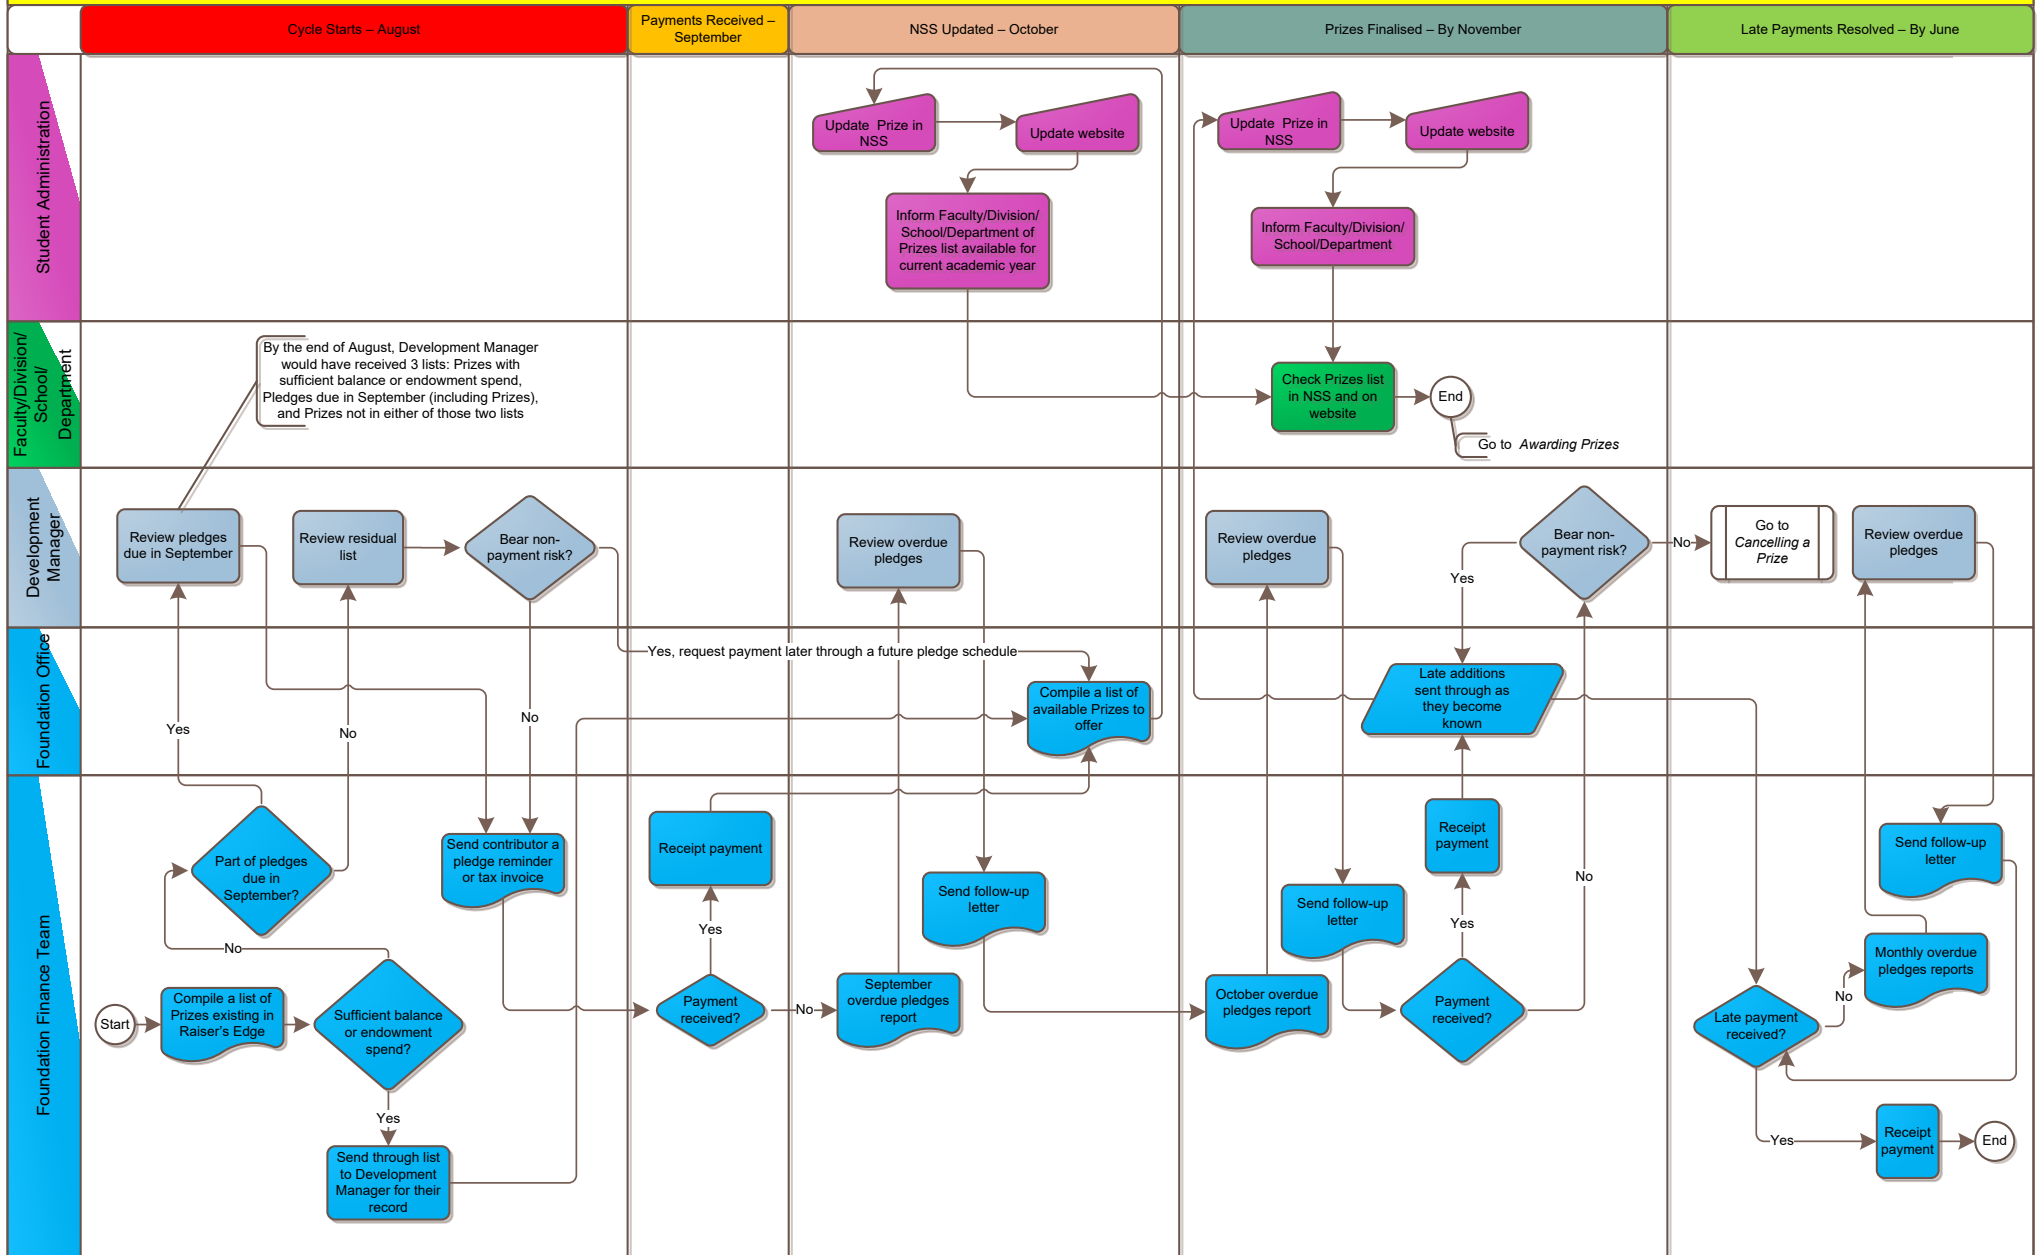 Cycle Starts – August
Payments Received –
September
NSS Updated – October
Prizes Finalised – By November
Late Payments Resolved – By June
Student Administration
Update  Prize in
NSS
Update website
Inform Faculty/Division/
School/Department of
Prizes list available for
current academic year
Update  Prize in
NSS
Update website
Inform Faculty/Division/
School/Department
Faculty/Division/
School/
Department
By the end of August, Development Manager
would have received 3 lists: Prizes with
sufficient balance or endowment spend,
Pledges due in September (including Prizes),
and Prizes not in either of those two lists
Check Prizes list
in NSS and on
website
End
Go to  Awarding Prizes
Development
Manager
Review pledges
due in September
Review residual
list
Bear non-
payment risk?
Review overdue
pledges
Review overdue
pledges
Bear non-
payment risk?
No
Go to
Cancelling a
Prize
Review overdue
pledges
Yes
Foundation Office
Yes, request payment later through a future pledge schedule
Compile a list of
available Prizes to
offer
Late additions
sent through as
they become
known
Yes
No
No
Foundation Finance Team
Part of pledges
due in
September?
Send contributor a
pledge reminder
or tax invoice
Receipt payment
Receipt
payment
Send follow-up
letter
Send follow-up
letter
Send follow-up
letter
No
Yes
Yes
No
Monthly overdue
pledges reports
No
Start
Compile a list of
Prizes existing in
Raiser's Edge
Sufficient balance
or endowment
spend?
Payment
received?
No
September
overdue pledges
report
October overdue
pledges report
Payment
received?
Late payment
received?
Yes
Send through list
to Development
Manager for their
record
Yes
Receipt
payment
End